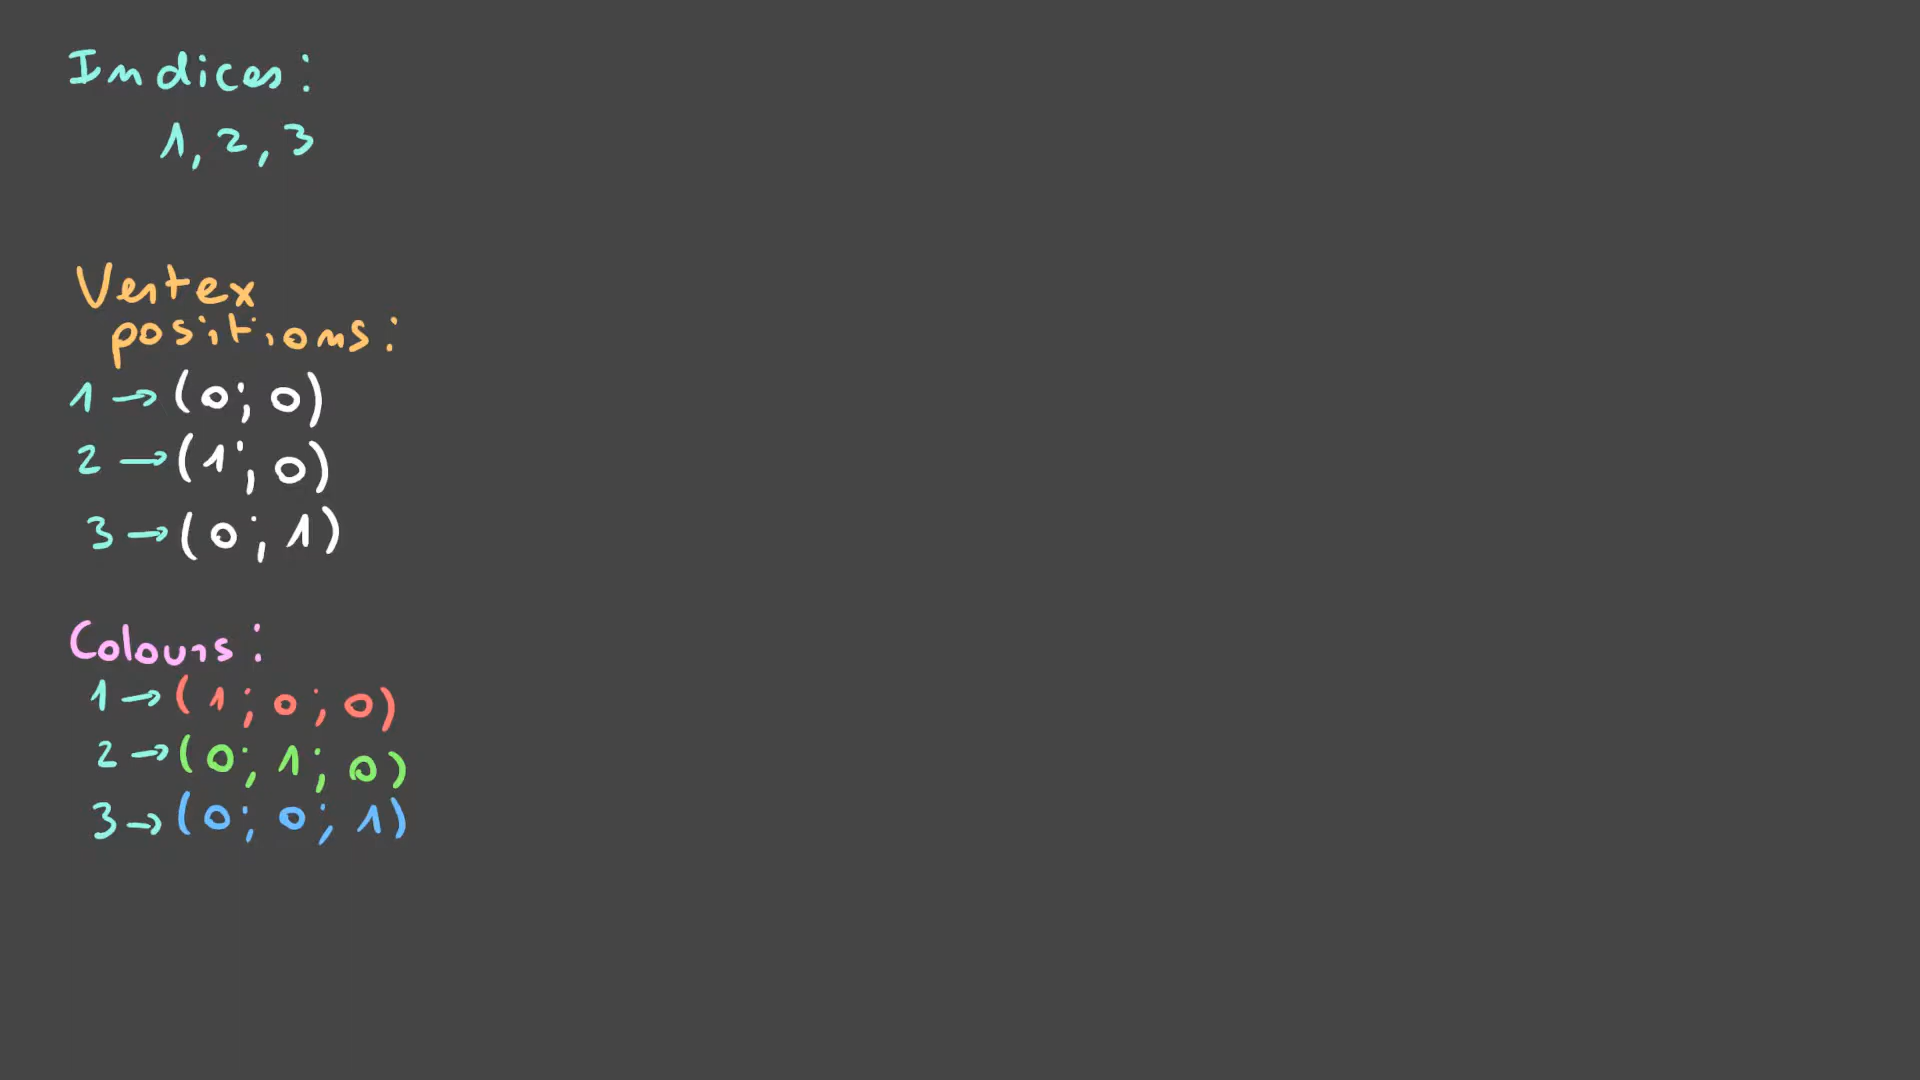 Indices:
1, 2, 3
Vertex
positions:
1 → (0; 0)
2 → (1; 0)
3 → (0; 1)
Colours:
1 → (1; 0; 0)
2 → (0; 1; 0)
3 → (0; 0; 1)